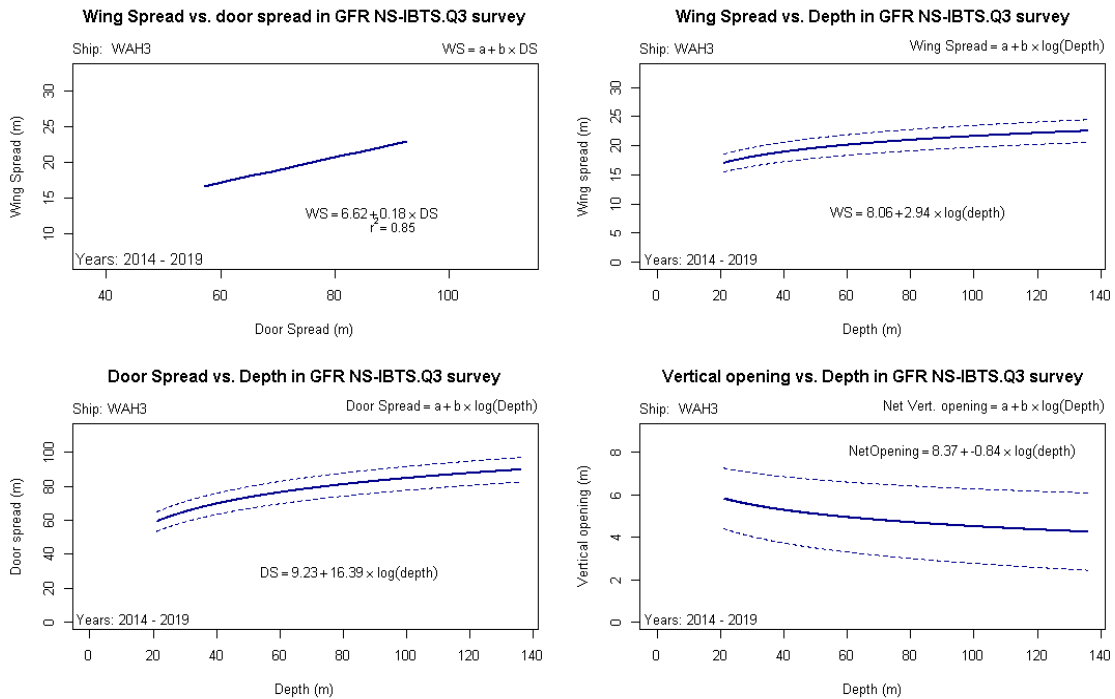 Wing Spread vs. door spread in GFR NS-IBTS.Q3 survey
Ship: WAH3
WS = a + b × DS
Wing Spread (m)
30
25
20
15
10
WS = 6.62 + 0.18 × DS
r² = 0.85
Years: 2014 - 2019
40 60 80 100
Door Spread (m)
Wing Spread vs. Depth in GFR NS-IBTS.Q3 survey
Ship: WAH3
Wing Spread = a + b × log(Depth)
Wing spread (m)
30
25
20
15
10
5
0
WS = 8.06 + 2.94 × log(depth)
Years: 2014 - 2019
0 20 40 60 80 100 120 140
Depth (m)
Door Spread vs. Depth in GFR NS-IBTS.Q3 survey
Ship: WAH3
Door Spread = a + b × log(Depth)
Door spread (m)
100
80
60
40
20
0
DS = 9.23 + 16.39 × log(depth)
Years: 2014 - 2019
0 20 40 60 80 100 120 140
Depth (m)
Vertical opening vs. Depth in GFR NS-IBTS.Q3 survey
Ship: WAH3
Net Vert. opening = a + b × log(Depth)
Vertical opening (m)
8
6
4
2
0
NetOpening = 8.37 + -0.84 × log(depth)
Years: 2014 - 2019
0 20 40 60 80 100 120 140
Depth (m)